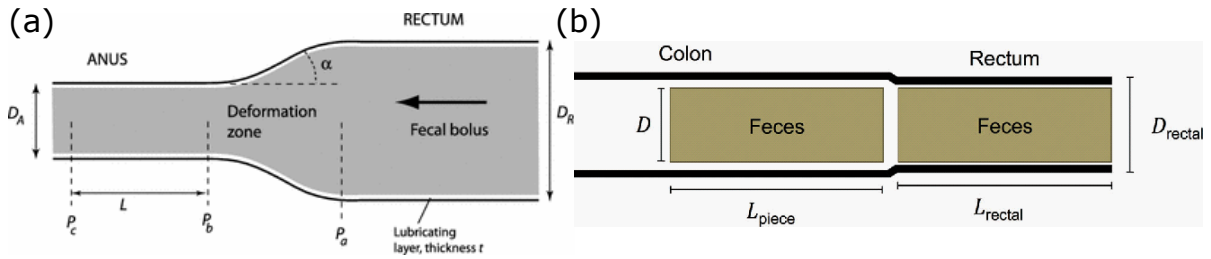 (a)
RECTUM
ANUS
α
D_A
Deformation
zone
Fecal bolus
D_R
L
P_c
P_b
P_a
Lubricating
layer, thickness t
(b)
Colon
Rectum
D
Feces
Feces
D_rectal
L_piece
L_rectal